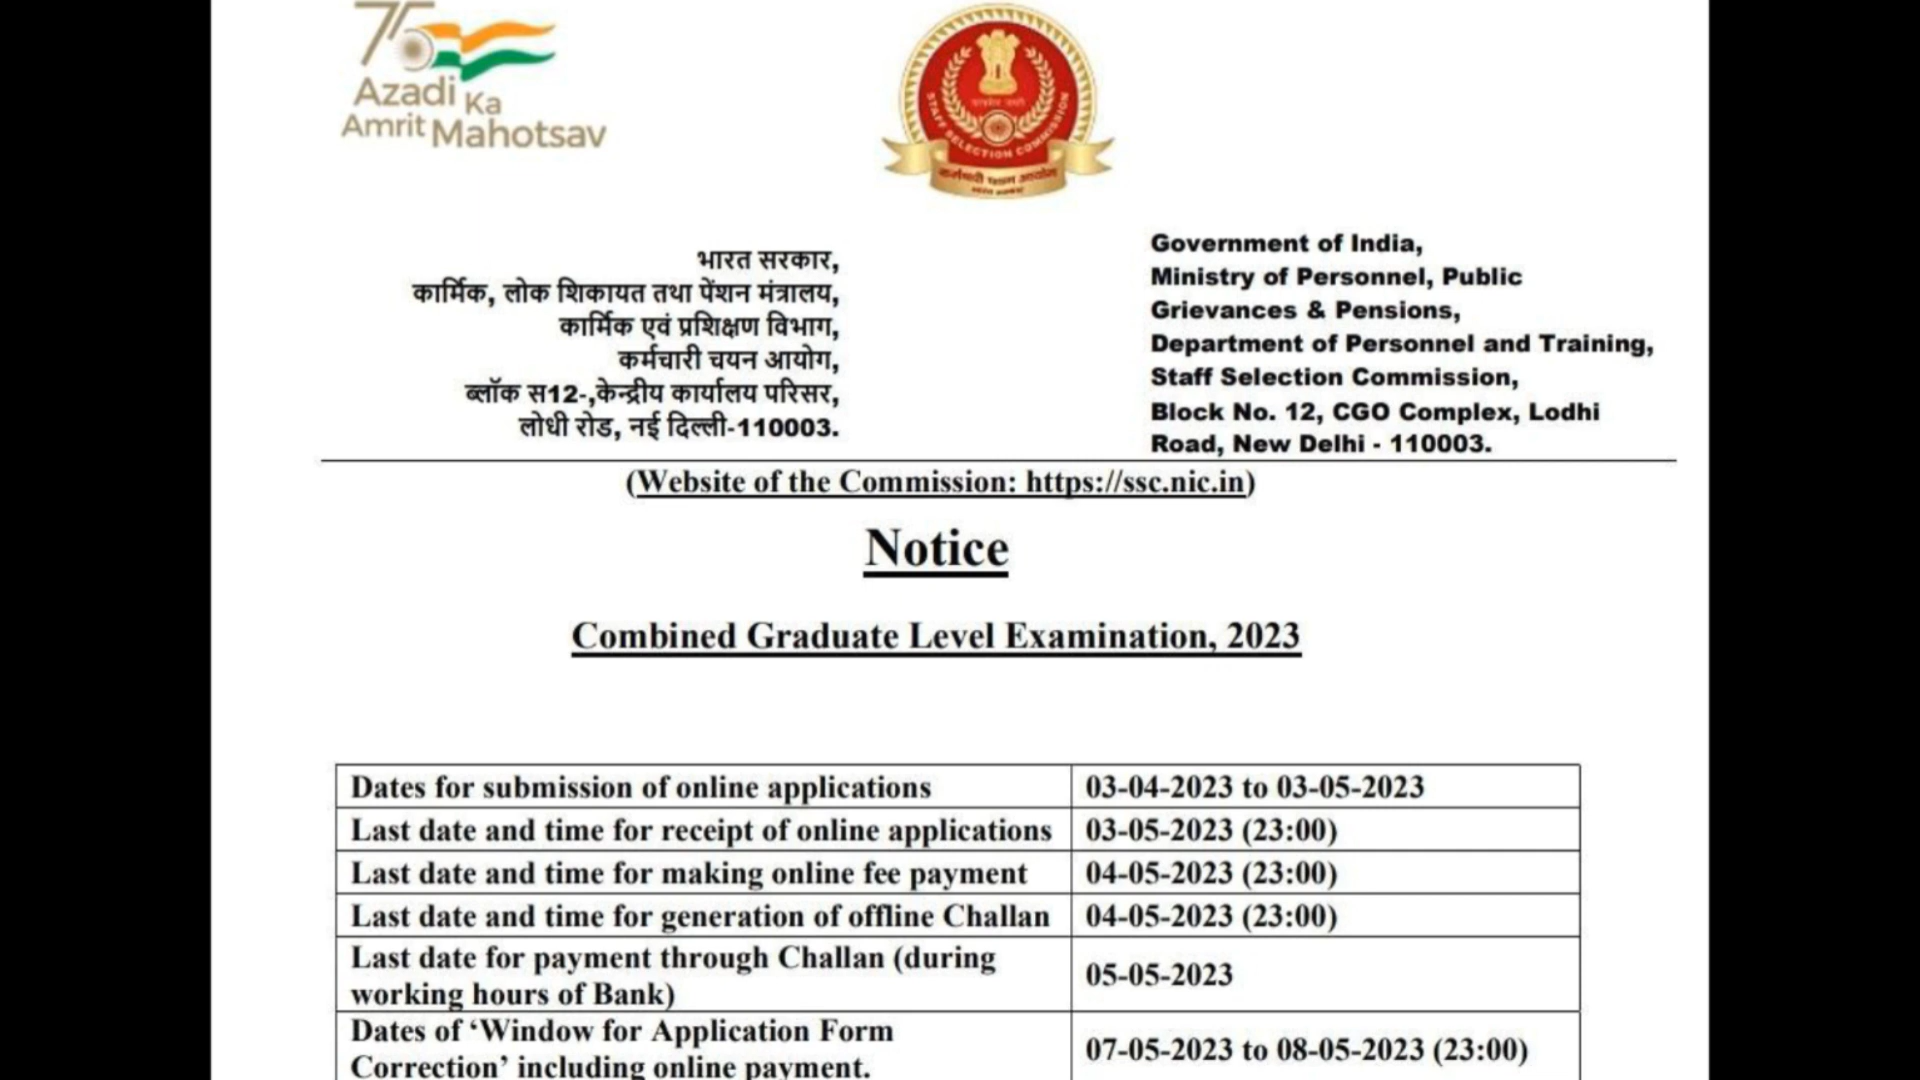 75
Azadi Ka
Amrit Mahotsav
STAFF SELECTION COMMISSION
भारत सरकार,
कार्मिक, लोक शिकायत तथा पेंशन मंत्रालय,
कार्मिक एवं प्रशिक्षण विभाग,
कर्मचारी चयन आयोग,
ब्लॉक स12-,केन्द्रीय कार्यालय परिसर,
लोधी रोड, नई दिल्ली-110003.
Government of India,
Ministry of Personnel, Public
Grievances & Pensions,
Department of Personnel and Training,
Staff Selection Commission,
Block No. 12, CGO Complex, Lodhi
Road, New Delhi - 110003.
(Website of the Commission: https://ssc.nic.in)
Notice
Combined Graduate Level Examination, 2023
Dates for submission of online applications 03-04-2023 to 03-05-2023
Last date and time for receipt of online applications 03-05-2023 (23:00)
Last date and time for making online fee payment 04-05-2023 (23:00)
Last date and time for generation of offline Challan 04-05-2023 (23:00)
Last date for payment through Challan (during
working hours of Bank) 05-05-2023
Dates of ‘Window for Application Form
Correction’ including online payment. 07-05-2023 to 08-05-2023 (23:00)